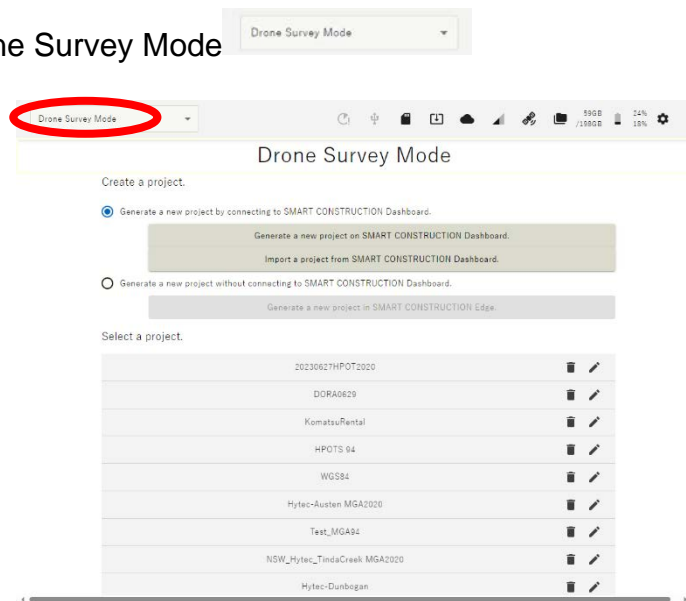 ne Survey Mode
Drone Survey Mode
Drone Survey Mode
59GB
/198GB
24%
18%
Drone Survey Mode
Create a project.
Generate a new project by connecting to SMART CONSTRUCTION Dashboard.
Generate a new project on SMART CONSTRUCTION Dashboard.
Import a project from SMART CONSTRUCTION Dashboard.
Generate a new project without connecting to SMART CONSTRUCTION Dashboard.
Generate a new project in SMART CONSTRUCTION Edge.
Select a project.
20230627HPOT2020
DORA0629
KomatsuRental
HPOTS 94
WGS84
Hytec-Austen MGA2020
Test_MGA94
NSW_Hytec_TindaCreek MGA2020
Hytec-Dunbogan